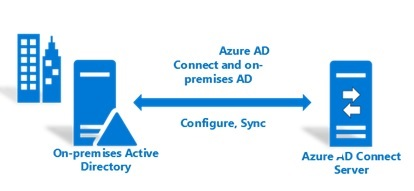 Azure AD
Connect and on-
premises AD
Configure, Sync
On-premises Active
Directory
Azure AD Connect
Server